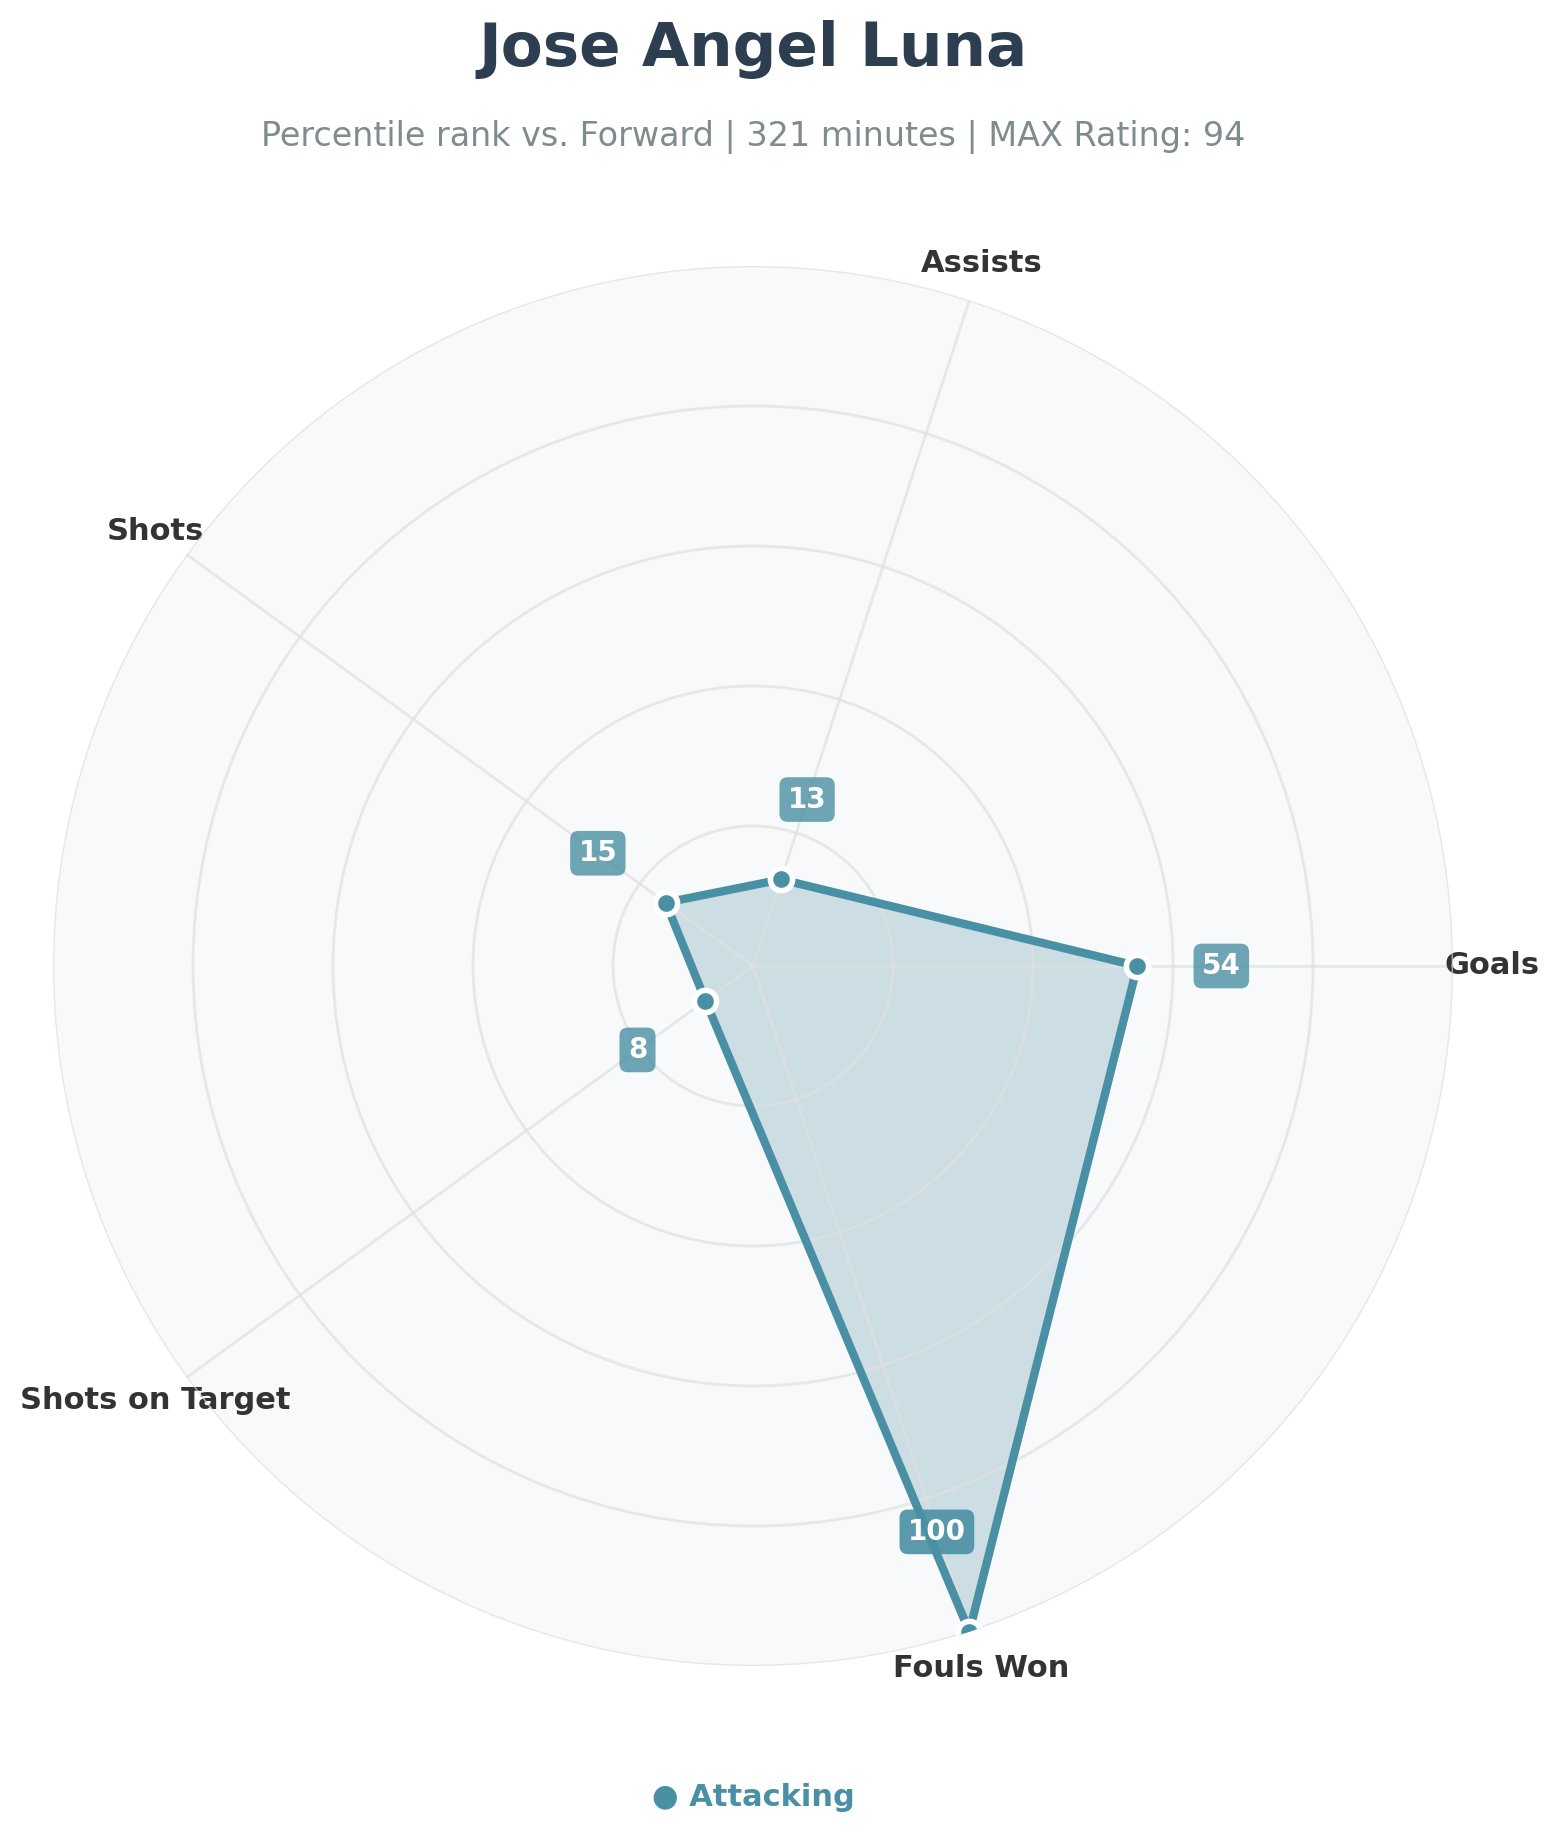 Jose Angel Luna
Percentile rank vs. Forward | 321 minutes | MAX Rating: 94
Assists
Shots
13
15
54
Goals
8
Shots on Target
100
Fouls Won
Attacking